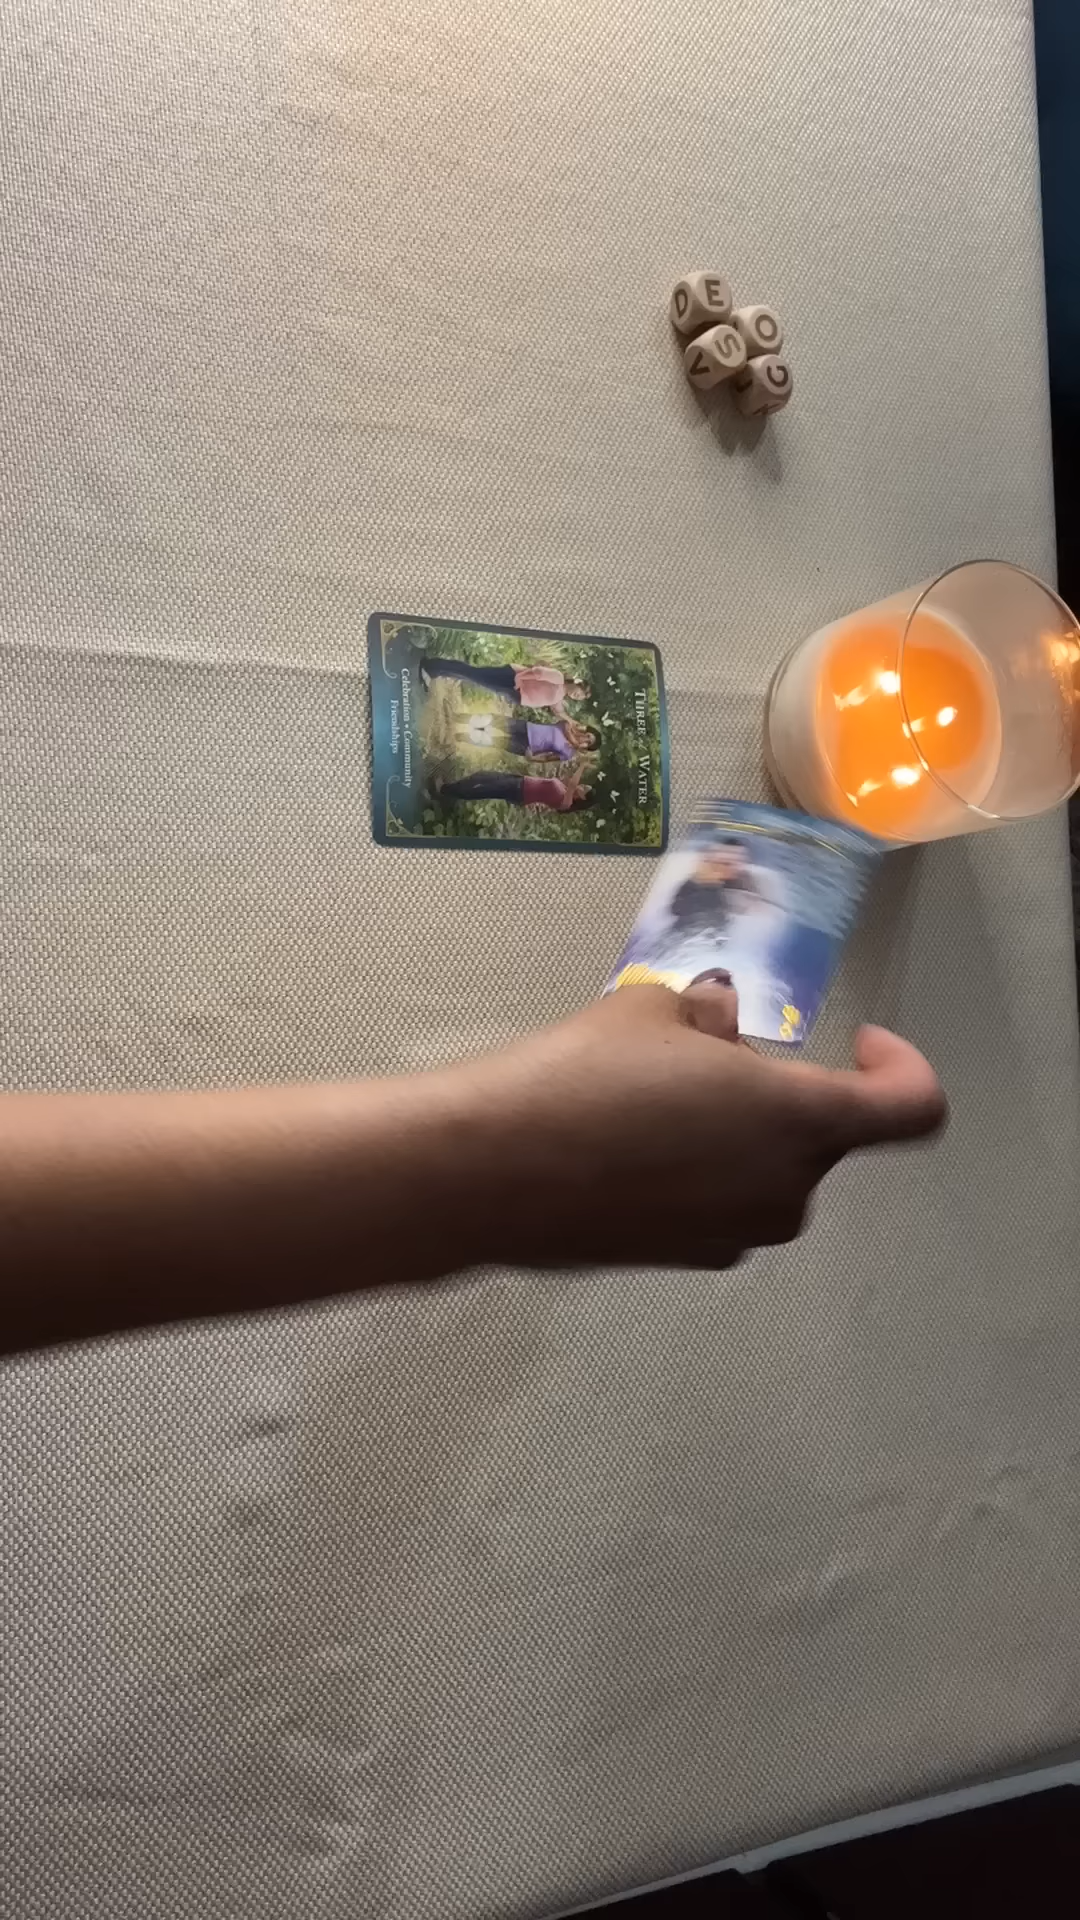 THREE of WATER
Celebration • Community
Friendships
D E
O
V S
G